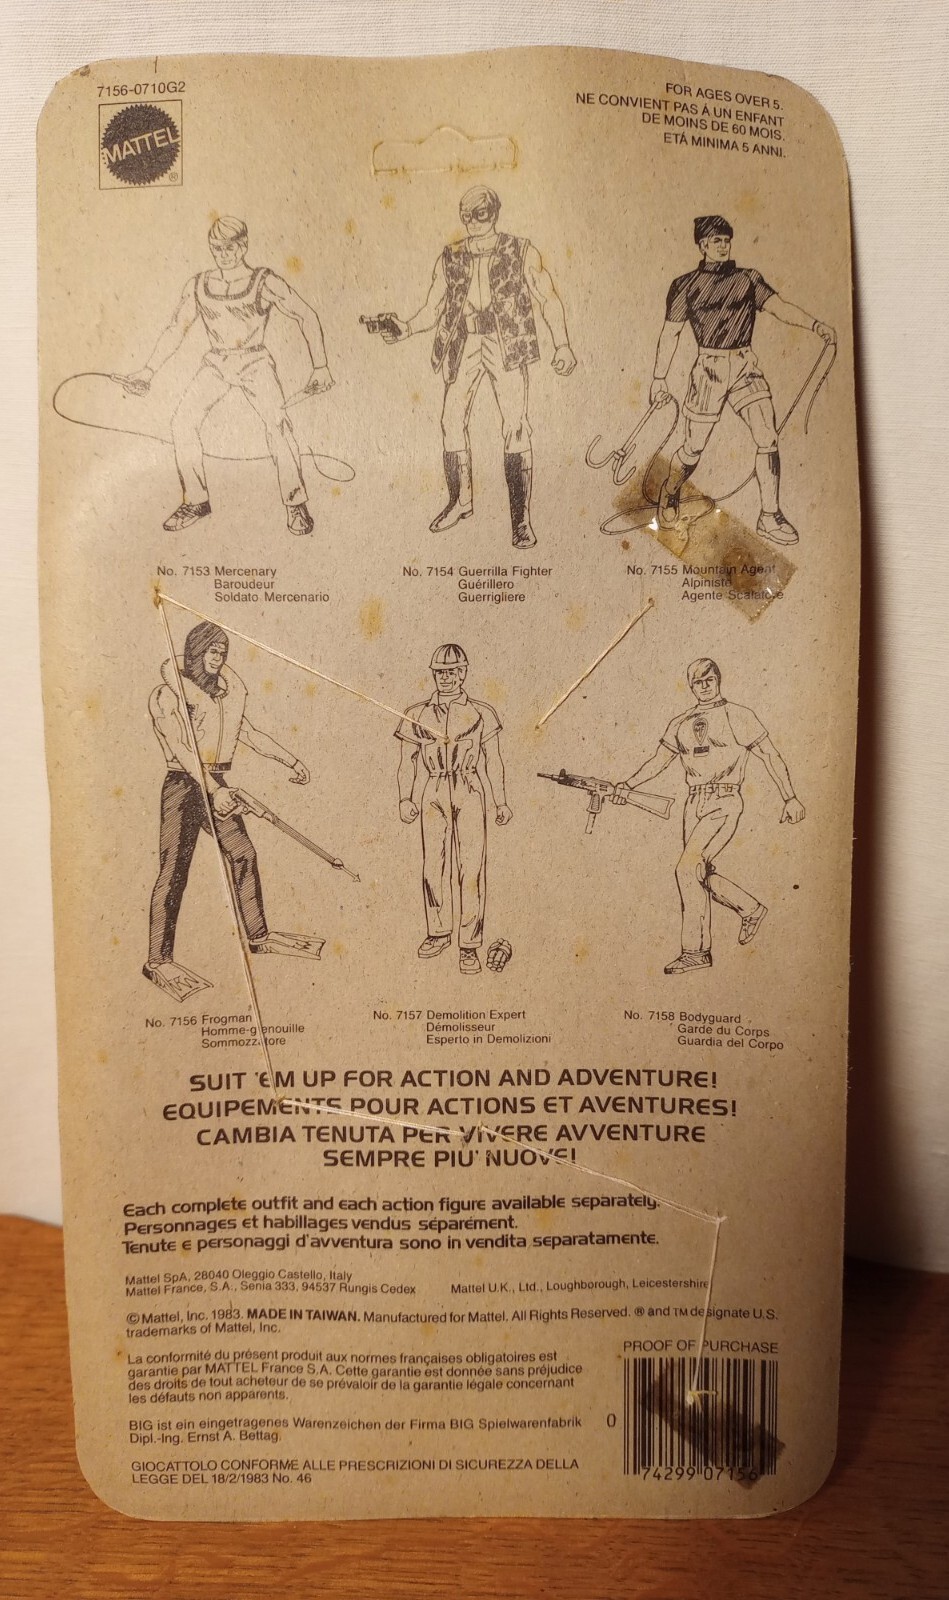 7156-0710G2
MATTEL
®
FOR AGES OVER 5.
NE CONVIENT PAS À UN ENFANT
DE MOINS DE 60 MOIS.
ETÀ MINIMA 5 ANNI.
No. 7153 Mercenary
Baroudeur
Soldato Mercenario
No. 7154 Guerrilla Fighter
Guérillero
Guerrigliere
No. 7155 Mountain Agent
Alpiniste
Agente Scalatore
No. 7156 Frogman
Homme-grenouille
Sommozzatore
No. 7157 Demolition Expert
Démolisseur
Esperto in Demolizioni
No. 7158 Bodyguard
Garde du Corps
Guardia del Corpo
SUIT 'EM UP FOR ACTION AND ADVENTURE!
EQUIPEMENTS POUR ACTIONS ET AVENTURES!
CAMBIA TENUTA PER VIVERE AVVENTURE
SEMPRE PIU' NUOVE!
Each complete outfit and each action figure available separately.
Personnages et habillages vendus séparément.
Tenute e personaggi d'avventura sono in vendita separatamente.
Mattel SpA, 28040 Oleggio Castello, Italy
Mattel France, S.A., Senia 333, 94537 Rungis Cedex Mattel U.K., Ltd., Loughborough, Leicestershire
© Mattel, Inc. 1983. MADE IN TAIWAN. Manufactured for Mattel. All Rights Reserved. ® and TM designate U.S.
trademarks of Mattel, Inc.
La conformité du présent produit aux normes françaises obligatoires est
garantie par MATTEL France S.A. Cette garantie est donnée sans préjudice
des droits de tout acheteur de se prévaloir de la garantie légale concernant
les défauts non apparents.
BIG ist ein eingetragenes Warenzeichen der Firma BIG Spielwarenfabrik
Dipl.-Ing. Ernst A. Bettag.
GIOCATTOLO CONFORME ALLE PRESCRIZIONI DI SICUREZZA DELLA
LEGGE DEL 18/2/1983 No. 46
PROOF OF PURCHASE
0 74299 07156